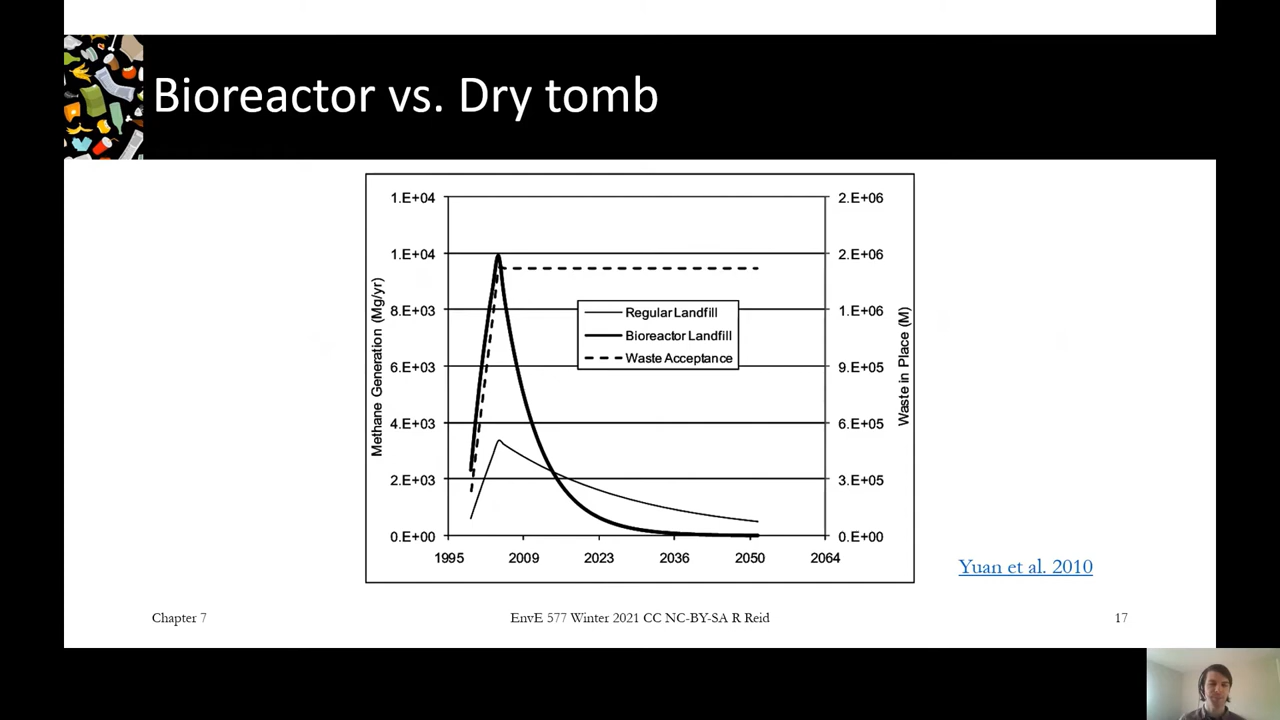 Bioreactor vs. Dry tomb
1.E+04
1.E+04
8.E+03
6.E+03
4.E+03
2.E+03
0.E+00
Methane Generation (Mg/yr)
Regular Landfill
Bioreactor Landfill
Waste Acceptance
2.E+06
2.E+06
1.E+06
9.E+05
6.E+05
3.E+05
0.E+00
Waste in Place (M)
1995 2009 2023 2036 2050 2064
Yuan et al. 2010
Chapter 7
EnvE 577 Winter 2021 CC NC-BY-SA R Reid
17